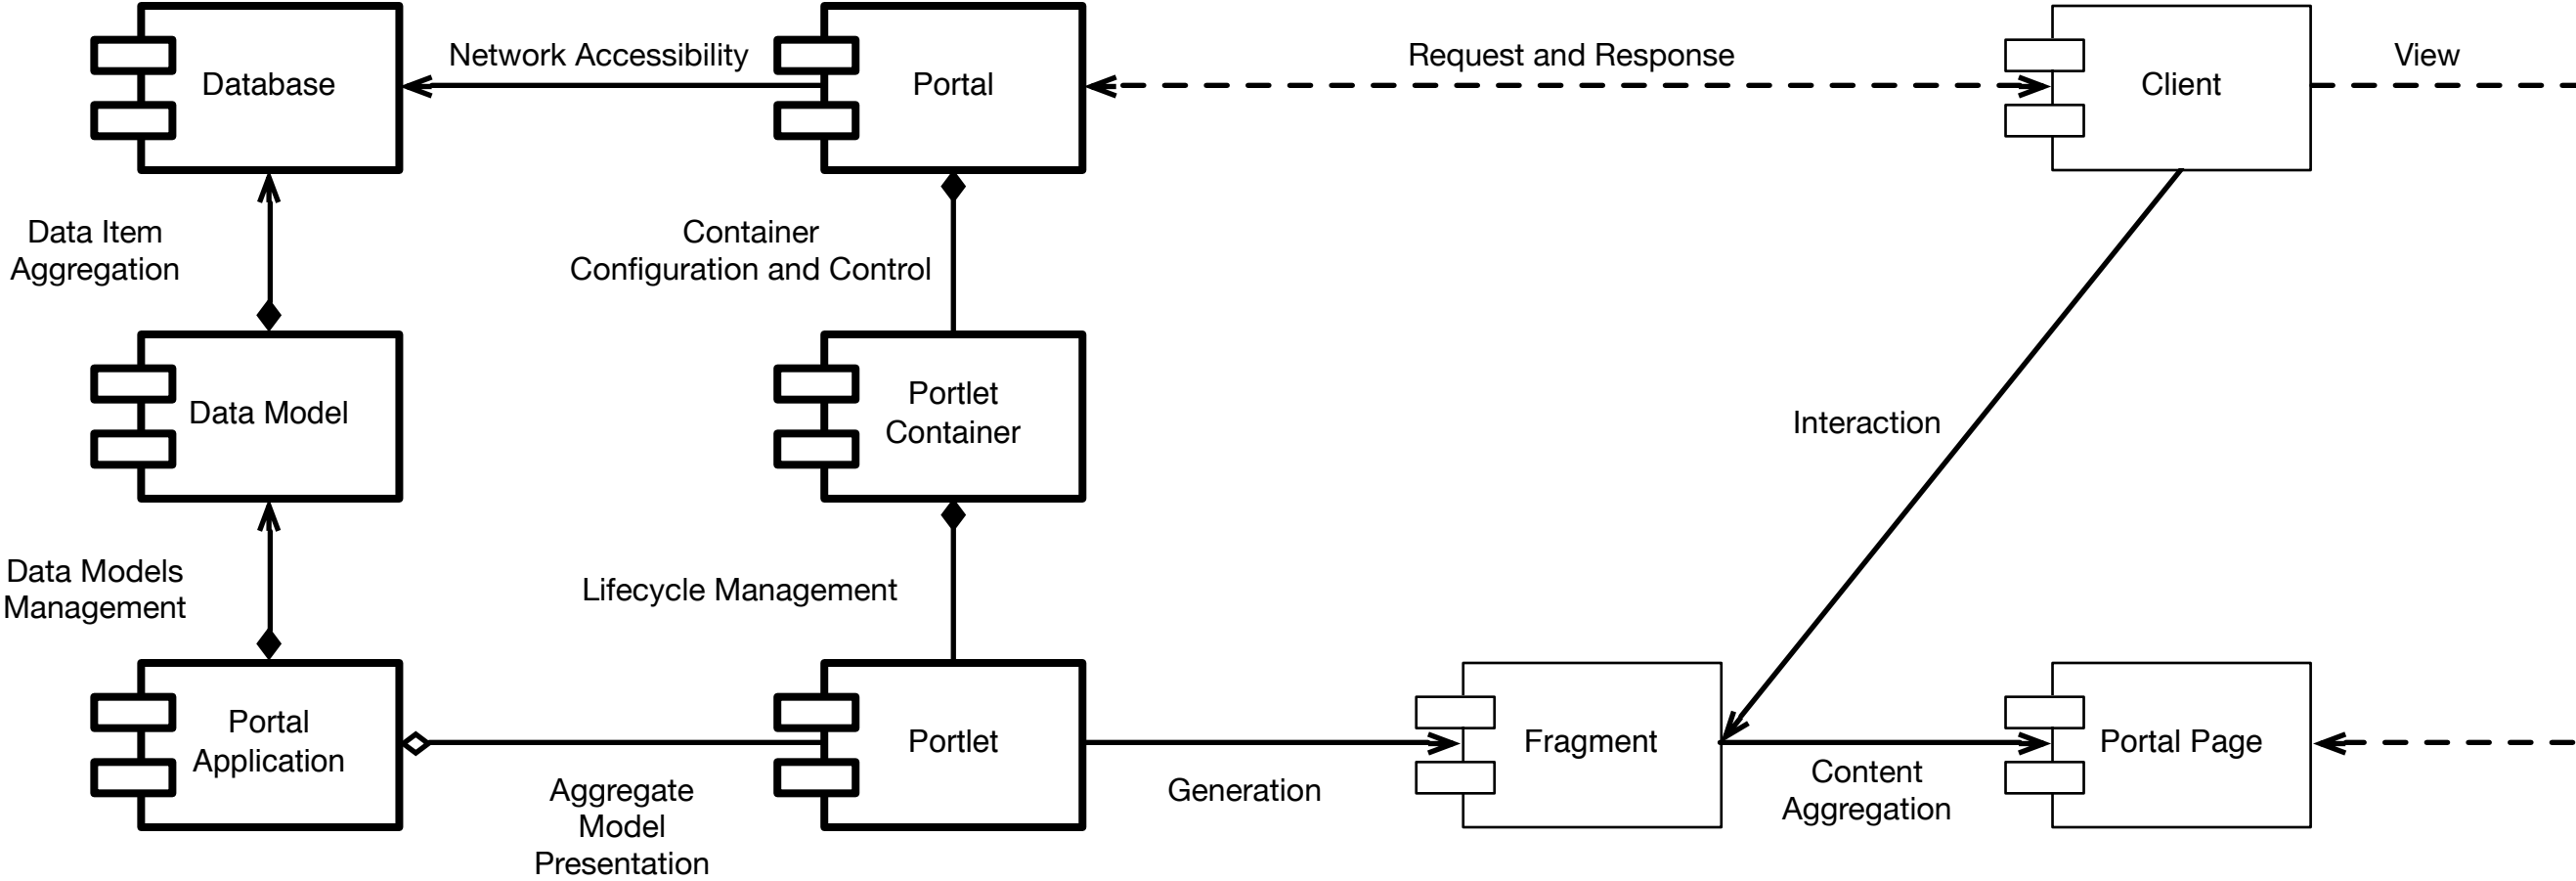 Database
Network Accessibility
Portal
Request and Response
Client
View
Data Item
Aggregation
Container
Configuration and Control
Data Model
Portlet
Container
Interaction
Data Models
Management
Lifecycle Management
Portal
Application
Aggregate
Model
Presentation
Portlet
Generation
Fragment
Content
Aggregation
Portal Page